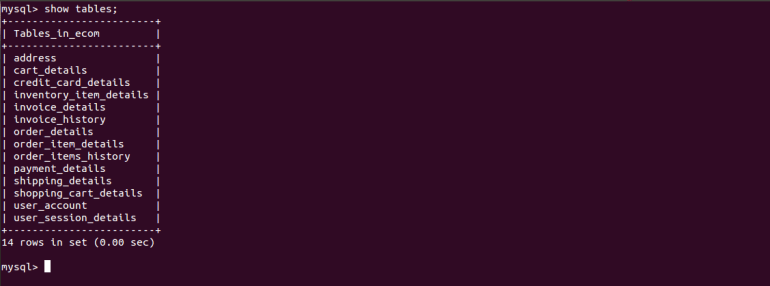 mysql> show tables;
+------------------------+
| Tables_in_ecom         |
+------------------------+
| address                |
| cart_details           |
| credit_card_details    |
| inventory_item_details |
| invoice_details        |
| invoice_history        |
| order_details          |
| order_item_details     |
| order_items_history    |
| payment_details        |
| shipping_details       |
| shopping_cart_details  |
| user_account           |
| user_session_details   |
+------------------------+
14 rows in set (0.00 sec)
mysql>